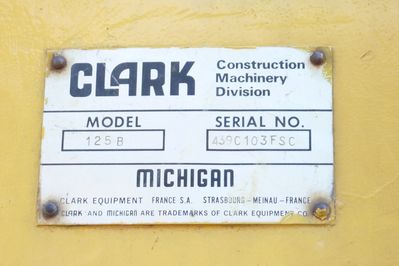 CLARK Construction
Machinery
Division
MODEL SERIAL NO.
125B 439C103FSC
MICHIGAN
CLARK EQUIPMENT FRANCE S.A. STRASBOURG-MEINAU-FRANCE
CLARK AND MICHIGAN ARE TRADEMARKS OF CLARK EQUIPMENT CO